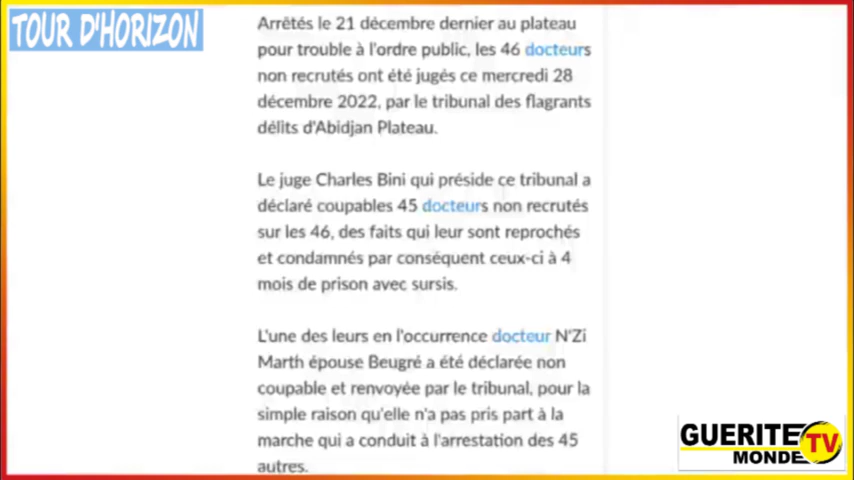 TOUR D'HORIZON
Arrêtés le 21 décembre dernier au plateau
pour trouble à l'ordre public, les 46 docteurs
non recrutés ont été jugés ce mercredi 28
décembre 2022, par le tribunal des flagrants
délits d'Abidjan Plateau.
Le juge Charles Bini qui préside ce tribunal a
déclaré coupables 45 docteurs non recrutés
sur les 46, des faits qui leur sont reprochés
et condamnés par conséquent ceux-ci à 4
mois de prison avec sursis.
L'une des leurs en l'occurrence docteur N'Zi
Marth épouse Beugré a été déclarée non
coupable et renvoyée par le tribunal, pour la
simple raison qu'elle n'a pas pris part à la
marche qui a conduit à l'arrestation des 45
autres.
GUERITE TV
MONDE